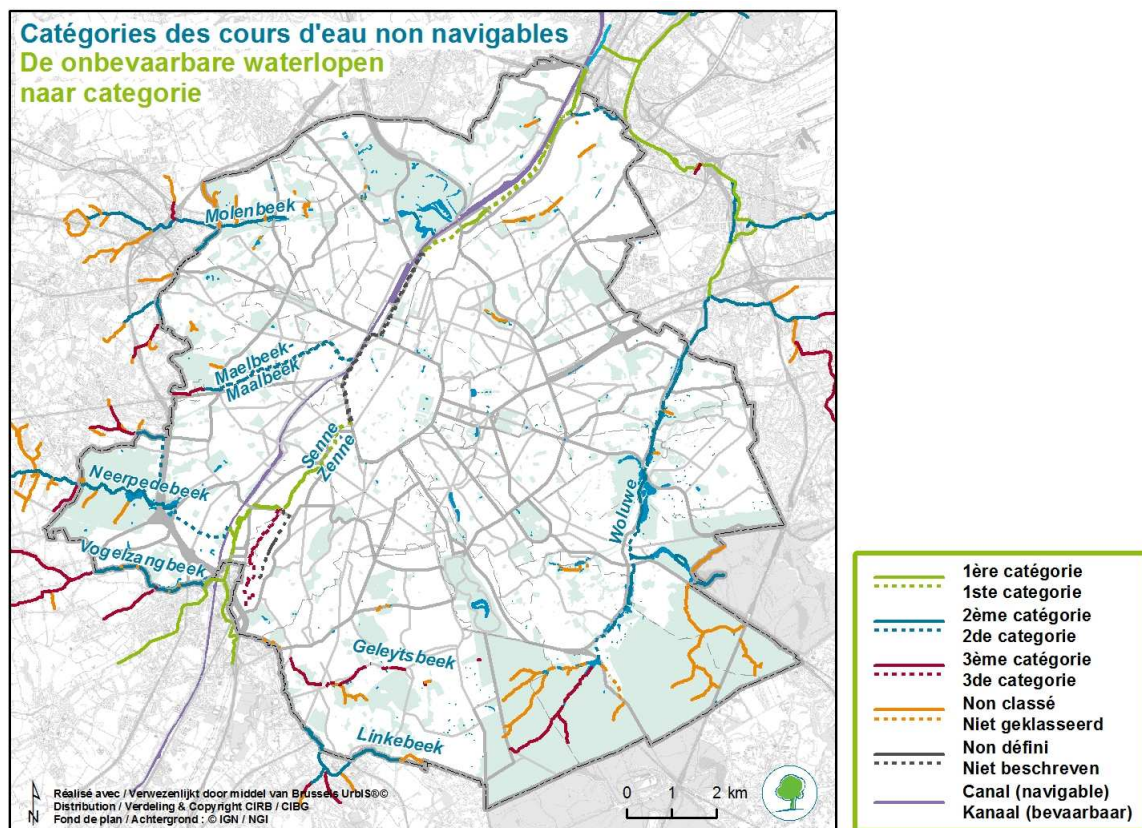 Catégories des cours d'eau non navigables
De onbevaarbare waterlopen
naar categorie
Molenbeek
Maelbeek-
Maalbeek
Senne
Zenne
Neerpedebeek
Vogelzangbeek
Woluwe
Geleytsbeek
Linkebeek
N
Réalisé avec / Verwezenlijkt door middel van Brussels UrbIS®©
Distribution / Verdeling & Copyright CIRB / CIBG
Fond de plan / Achtergrond : © IGN / NGI
0 1 2 km
1ère catégorie
1ste categorie
2ème catégorie
2de categorie
3ème catégorie
3de categorie
Non classé
Niet geklasseerd
Non défini
Niet beschreven
Canal (navigable)
Kanaal (bevaarbaar)